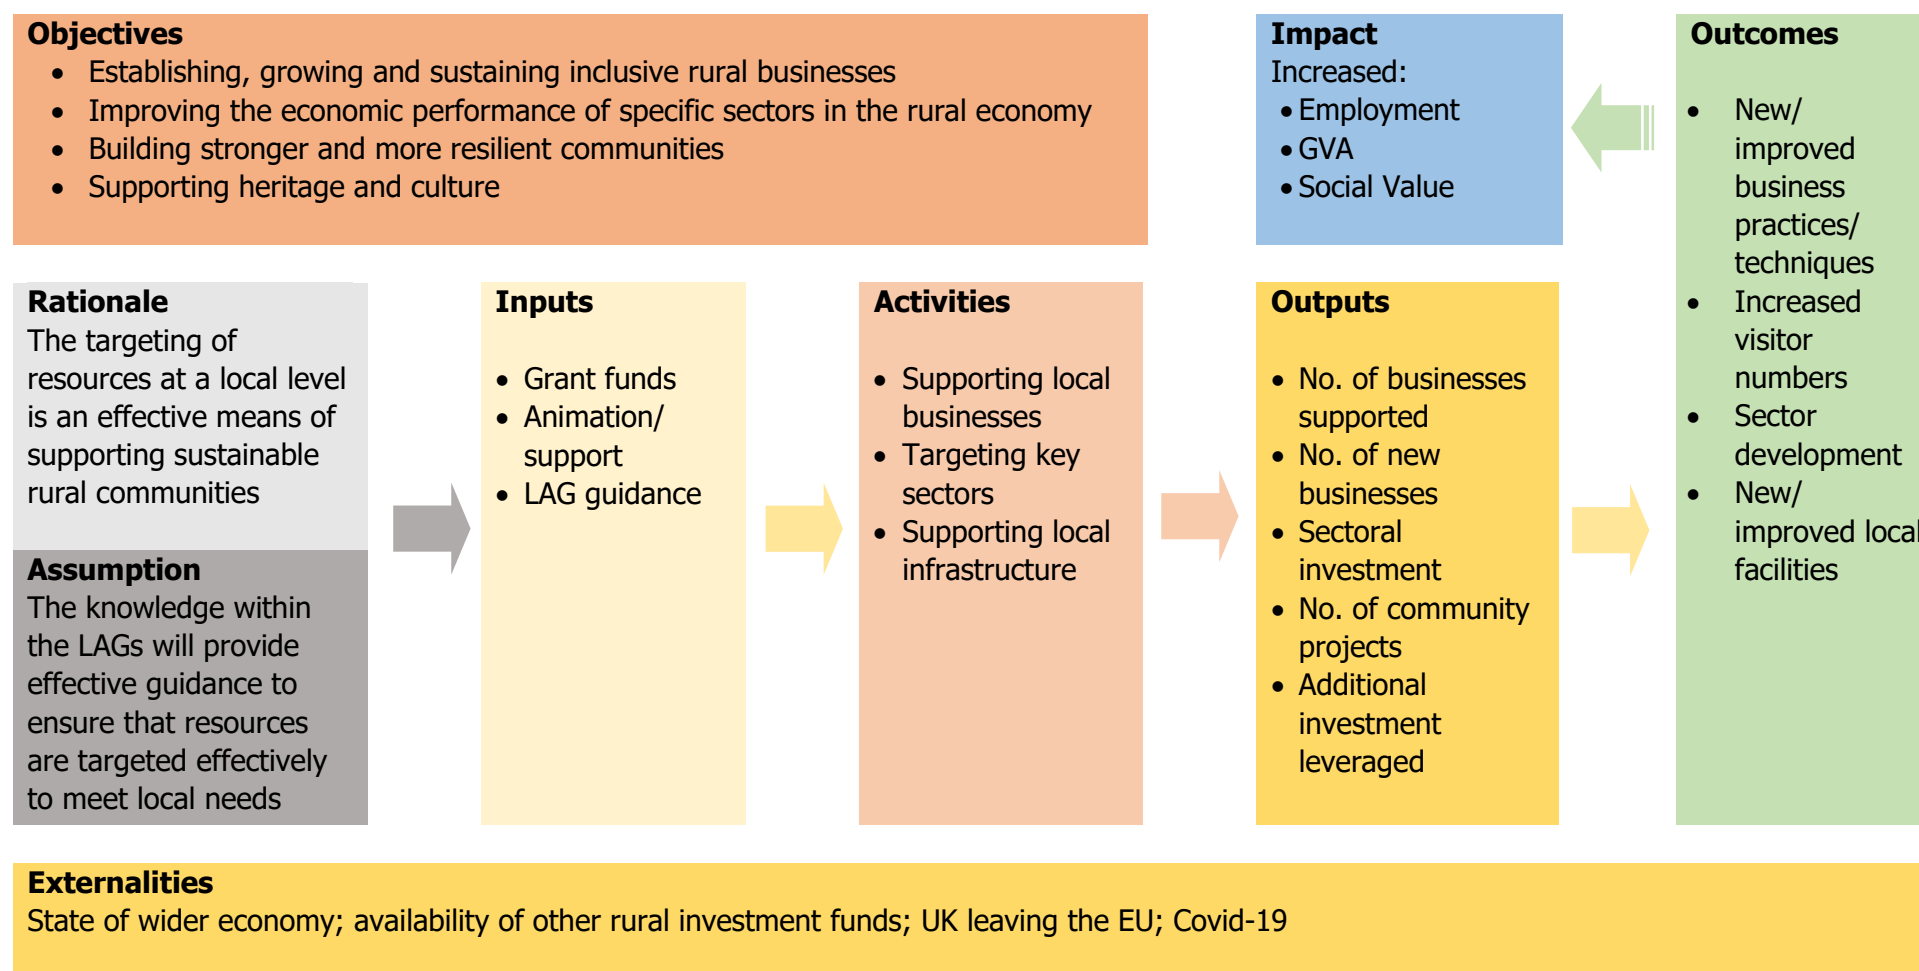 Objectives
• Establishing, growing and sustaining inclusive rural businesses
• Improving the economic performance of specific sectors in the rural economy
• Building stronger and more resilient communities
• Supporting heritage and culture
Impact
Increased:
• Employment
• GVA
• Social Value
Outcomes
• New/
improved
business
practices/
techniques
• Increased
visitor
numbers
• Sector
development
• New/
improved local
facilities
Rationale
The targeting of
resources at a local level
is an effective means of
supporting sustainable
rural communities
Assumption
The knowledge within
the LAGs will provide
effective guidance to
ensure that resources
are targeted effectively
to meet local needs
Inputs
• Grant funds
• Animation/
support
• LAG guidance
Activities
• Supporting local
businesses
• Targeting key
sectors
• Supporting local
infrastructure
Outputs
• No. of businesses
supported
• No. of new
businesses
• Sectoral
investment
• No. of community
projects
• Additional
investment
leveraged
Externalities
State of wider economy; availability of other rural investment funds; UK leaving the EU; Covid-19